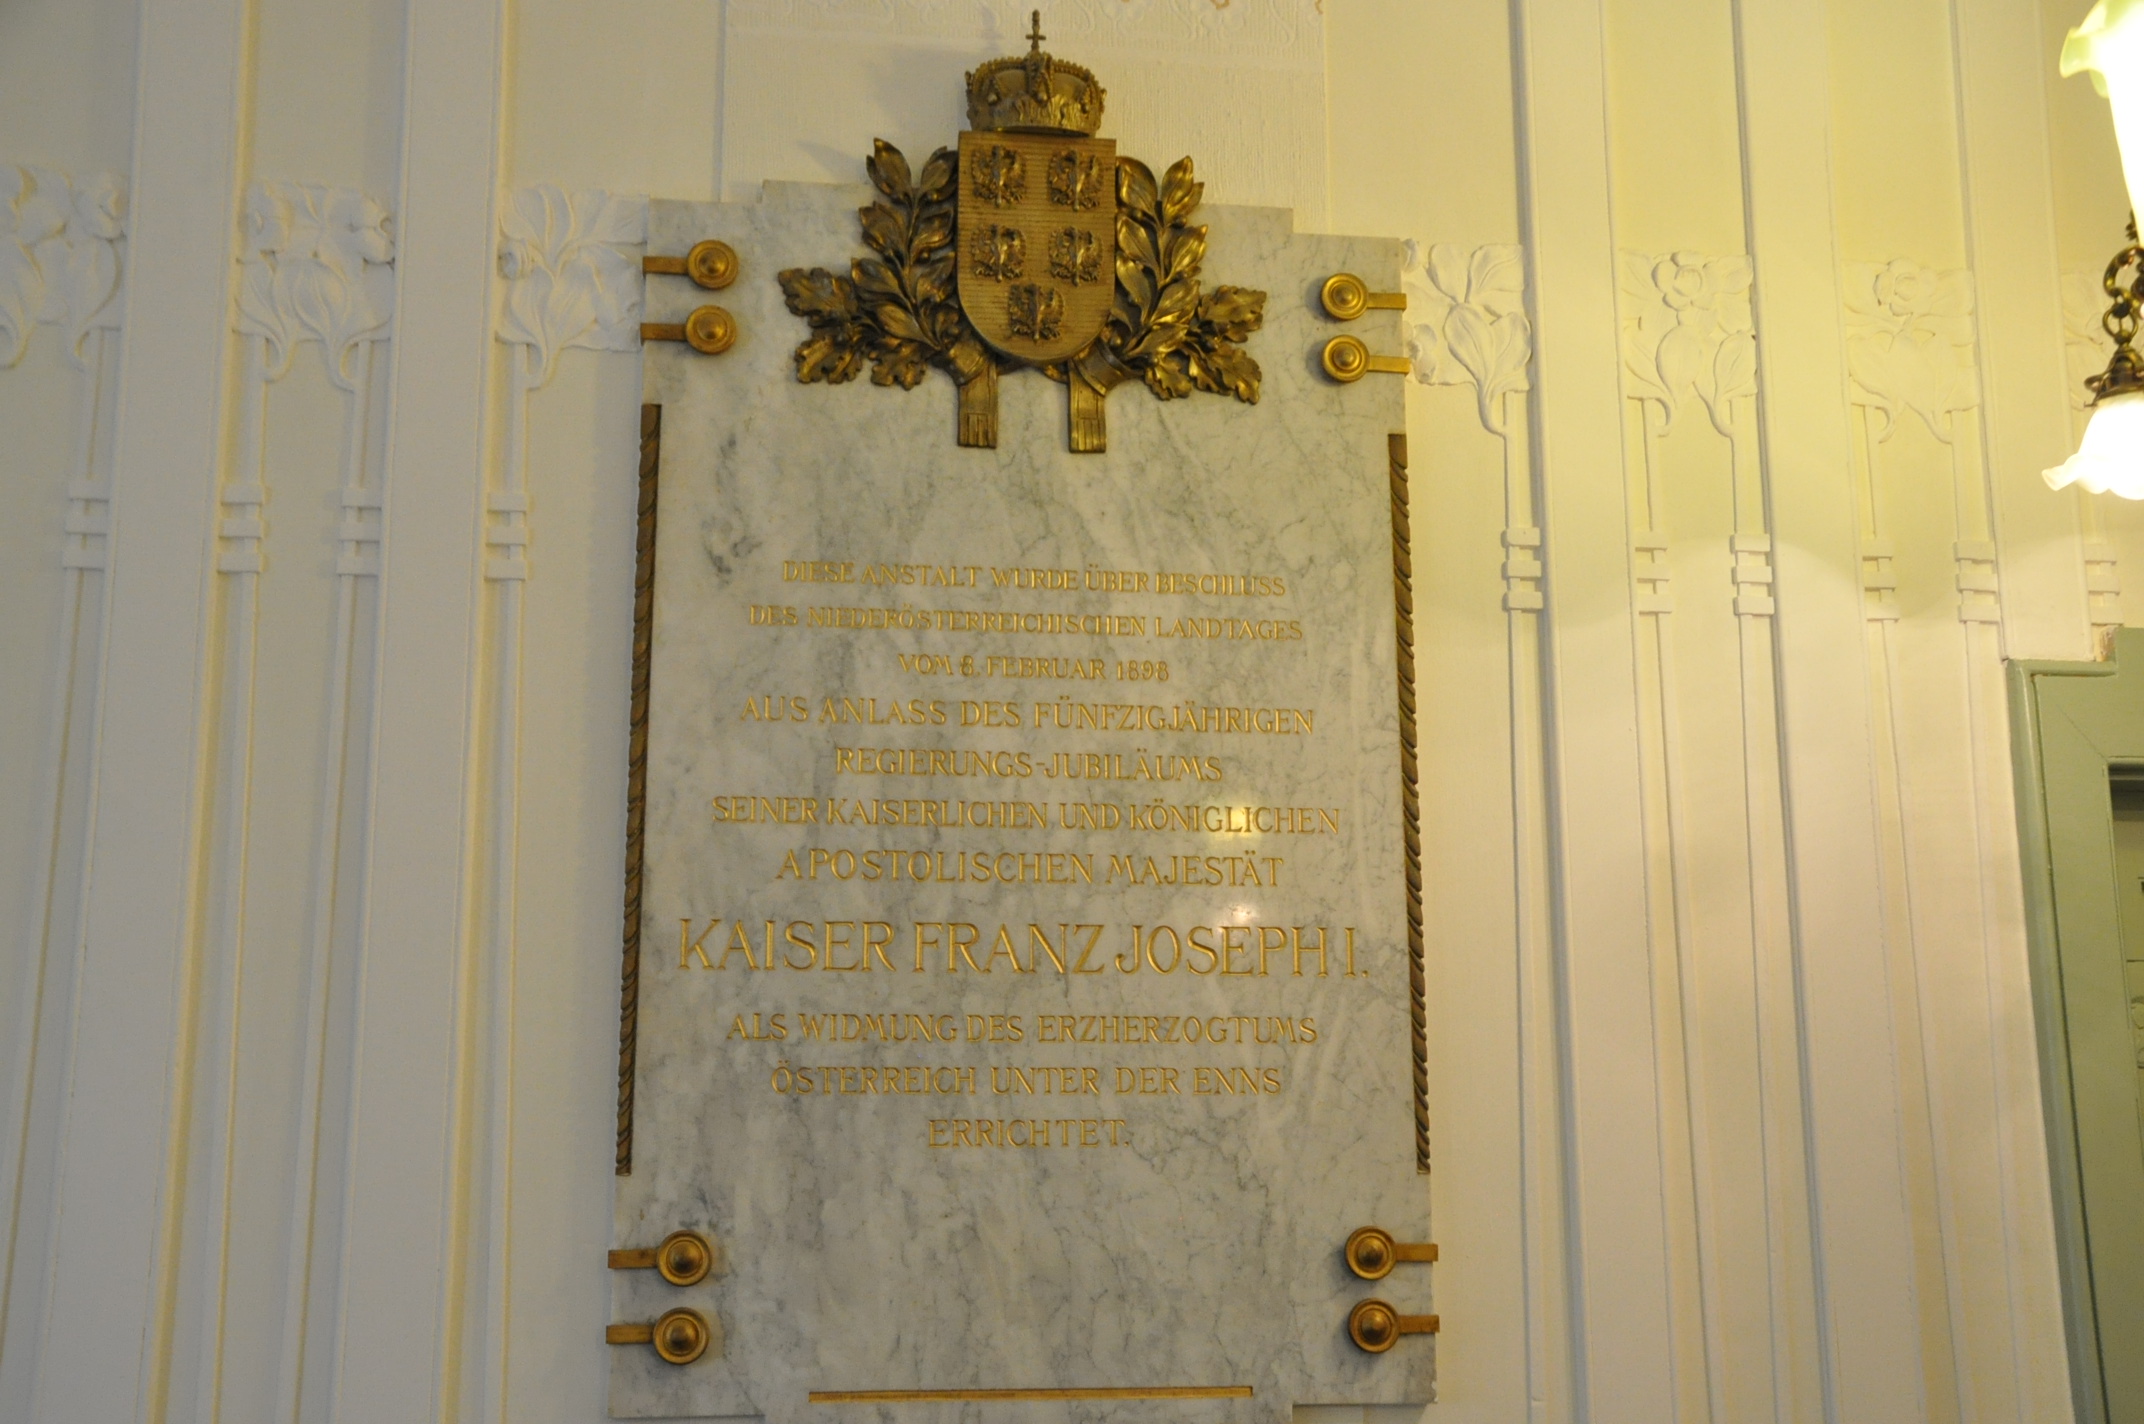 DIESE ANSTALT WURDE ÜBER BESCHLUSS
DES NIEDERÖSTERREICHISCHEN LANDTAGES
VOM 8. FEBRUAR 1898
AUS ANLASS DES FÜNFZIGJÄHRIGEN
REGIERUNGS-JUBILÄUMS
SEINER KAISERLICHEN UND KÖNIGLICHEN
APOSTOLISCHEN MAJESTÄT
KAISER FRANZ JOSEPH I.
ALS WIDMUNG DES ERZHERZOGTUMS
ÖSTERREICH UNTER DER ENNS
ERRICHTET.